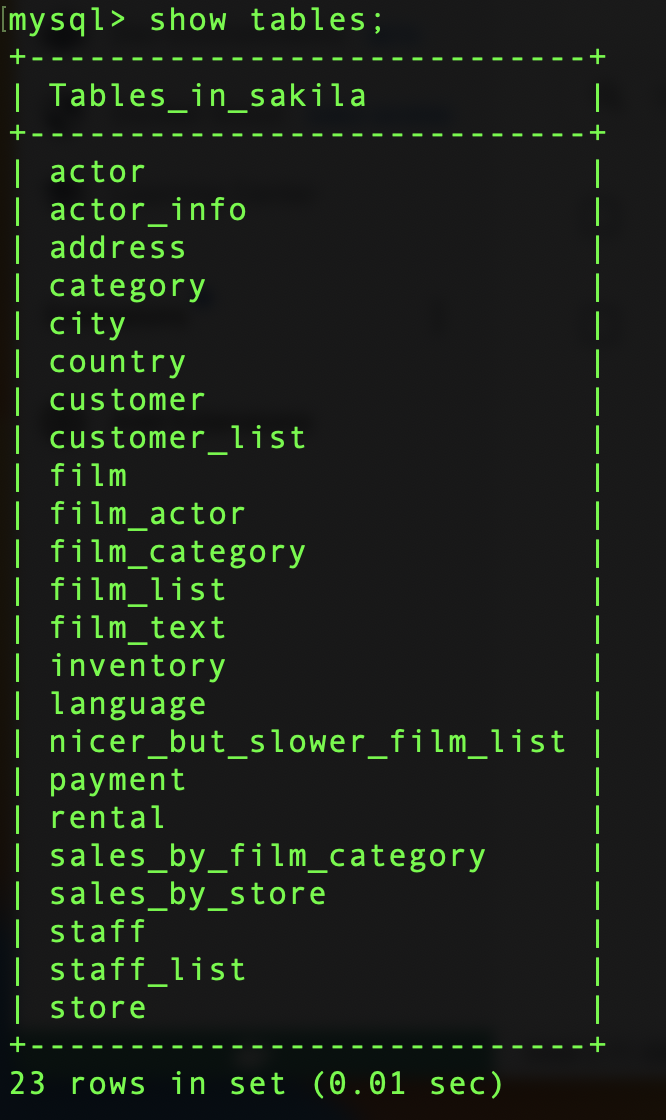 [mysql> show tables;
+----------------------------+
| Tables_in_sakila           |
+----------------------------+
| actor                      |
| actor_info                 |
| address                    |
| category                   |
| city                       |
| country                    |
| customer                   |
| customer_list              |
| film                       |
| film_actor                 |
| film_category              |
| film_list                  |
| film_text                  |
| inventory                  |
| language                   |
| nicer_but_slower_film_list |
| payment                    |
| rental                     |
| sales_by_film_category     |
| sales_by_store             |
| staff                      |
| staff_list                 |
| store                      |
+----------------------------+
23 rows in set (0.01 sec)